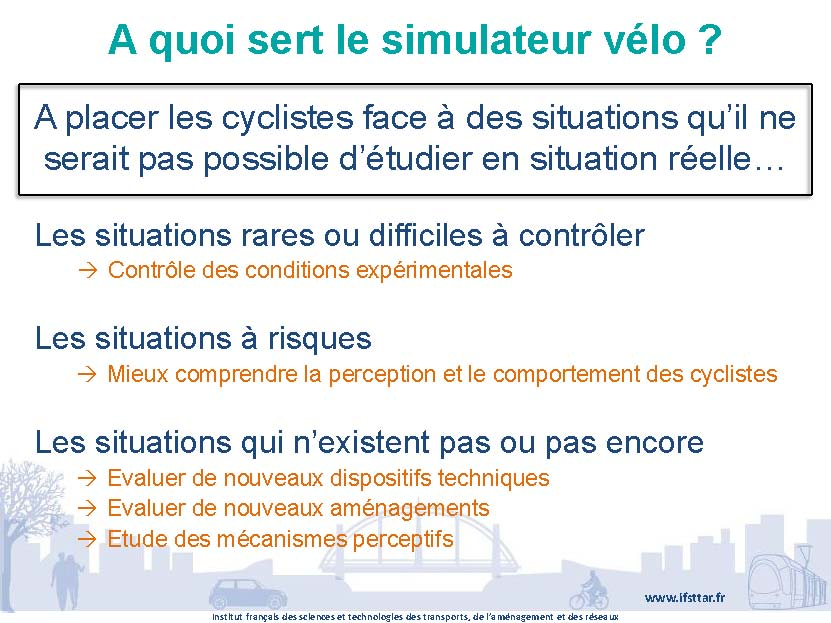 A quoi sert le simulateur vélo ?
A placer les cyclistes face à des situations qu’il ne
serait pas possible d’étudier en situation réelle…
Les situations rares ou difficiles à contrôler
→ Contrôle des conditions expérimentales
Les situations à risques
→ Mieux comprendre la perception et le comportement des cyclistes
Les situations qui n’existent pas ou pas encore
→ Evaluer de nouveaux dispositifs techniques
→ Evaluer de nouveaux aménagements
→ Etude des mécanismes perceptifs
www.ifsttar.fr
Institut français des sciences et technologies des transports, de l’aménagement et des réseaux